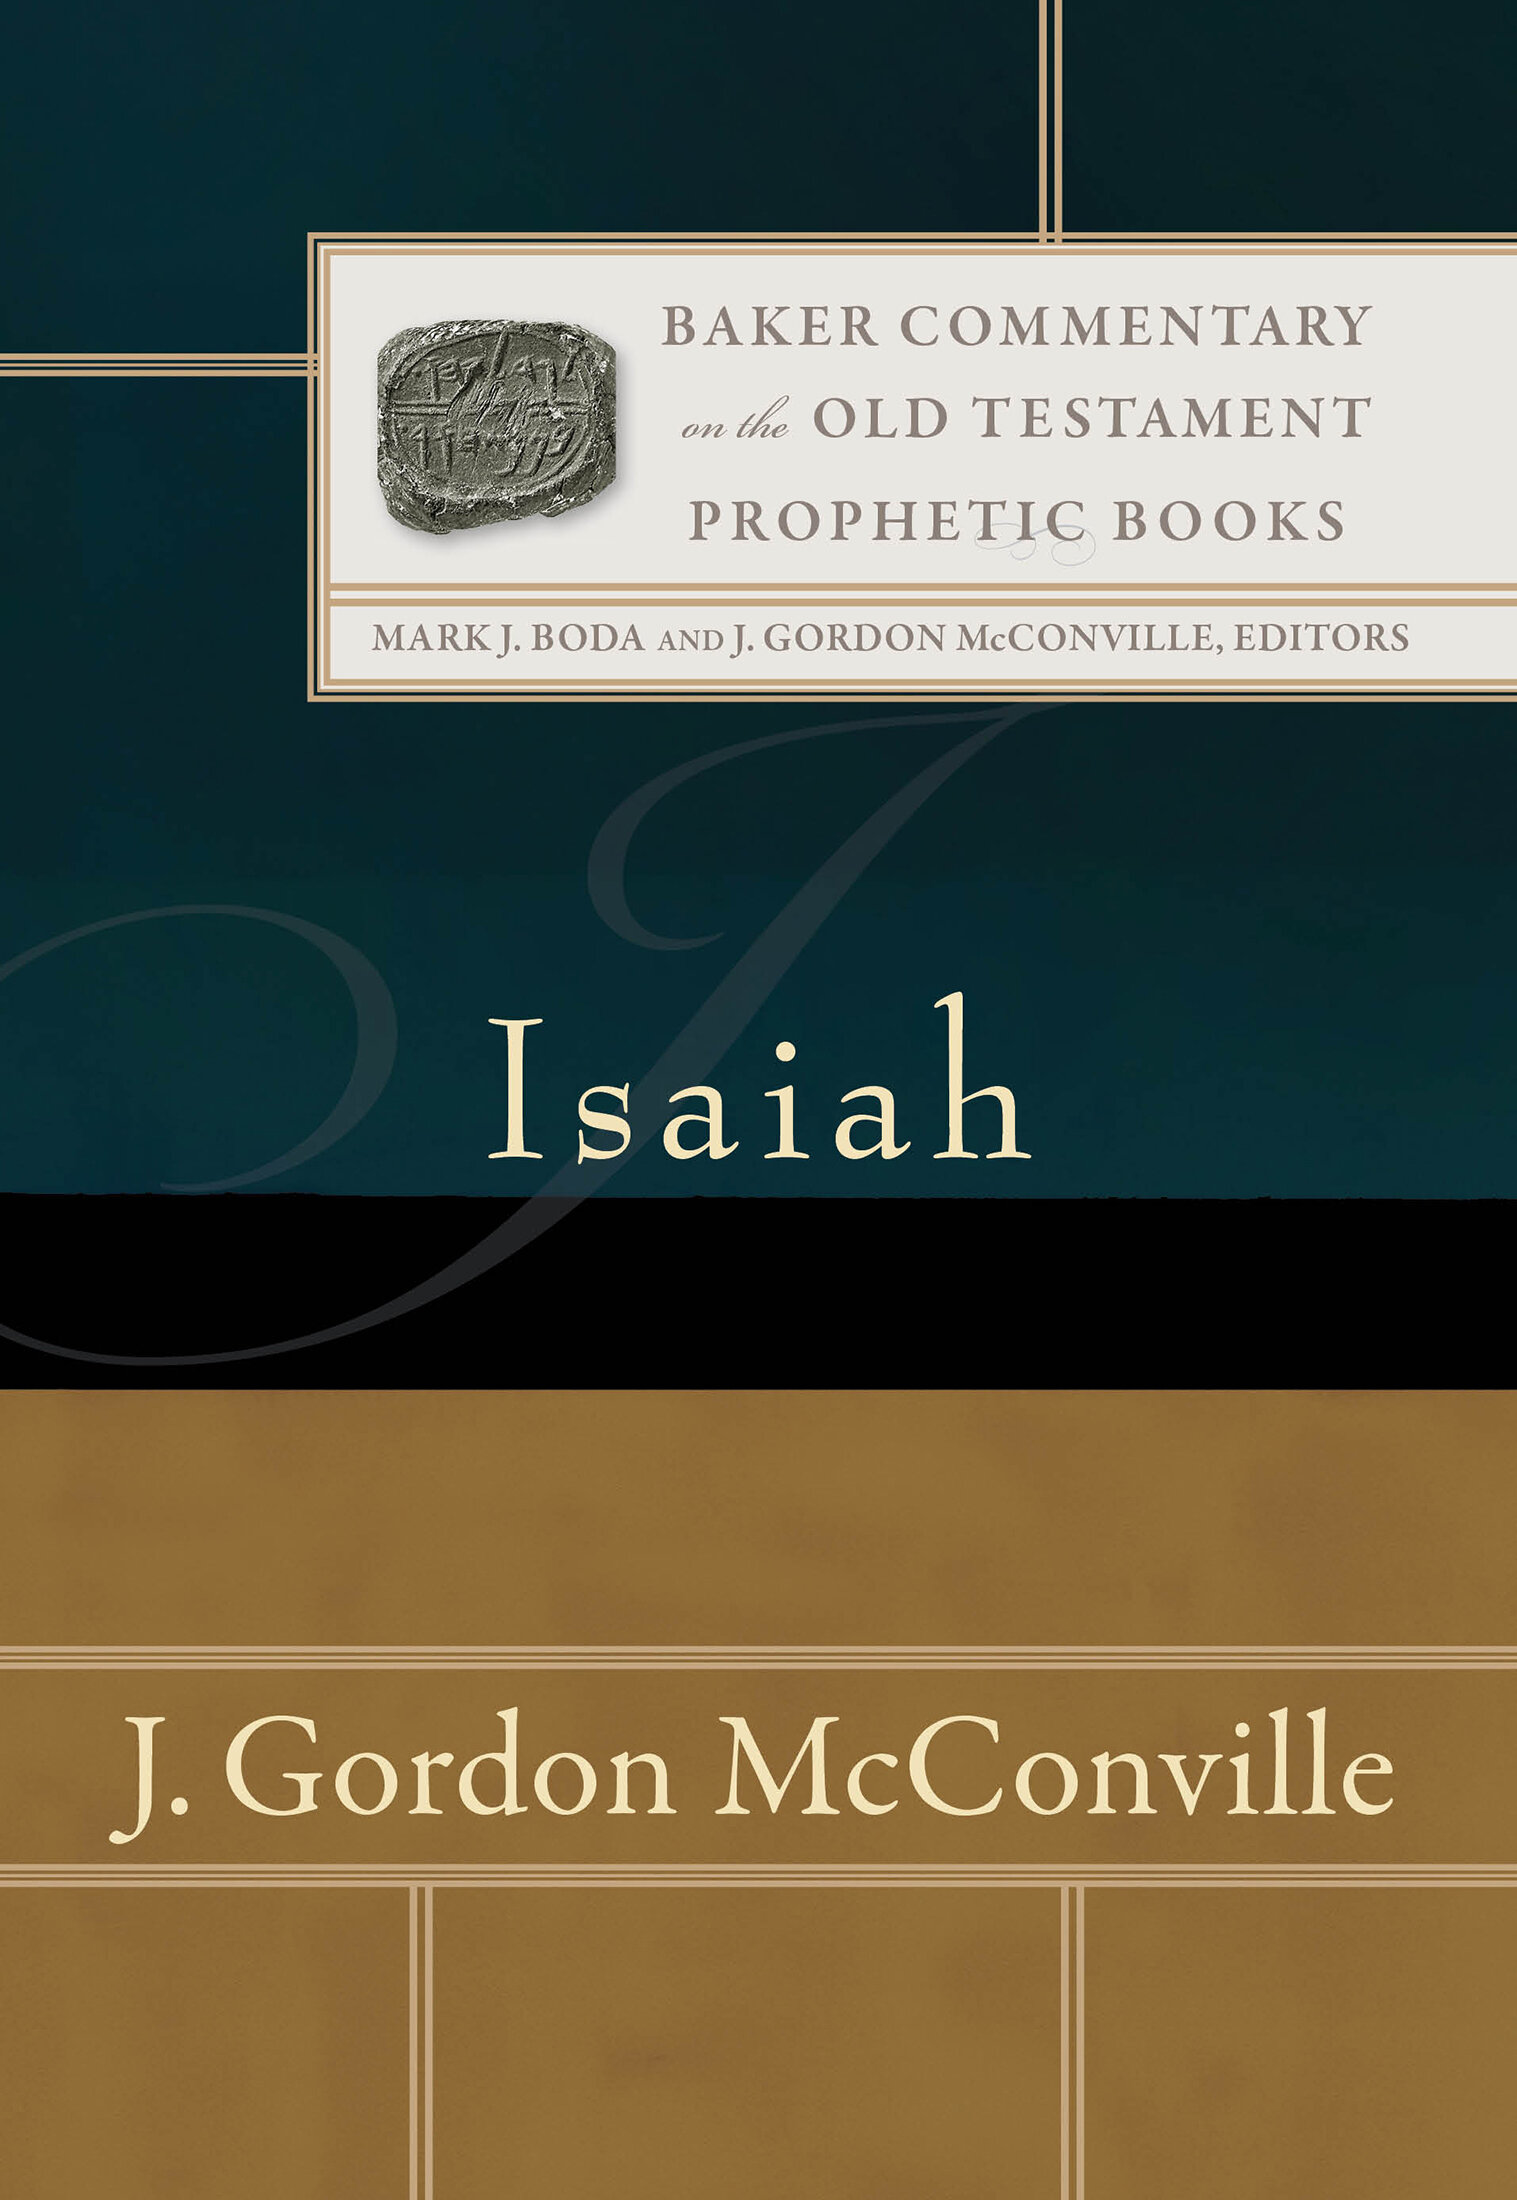 BAKER COMMENTARY
on the OLD TESTAMENT
PROPHETIC BOOKS
MARK J. BODA AND J. GORDON McCONVILLE, EDITORS
Isaiah
J. Gordon McConville